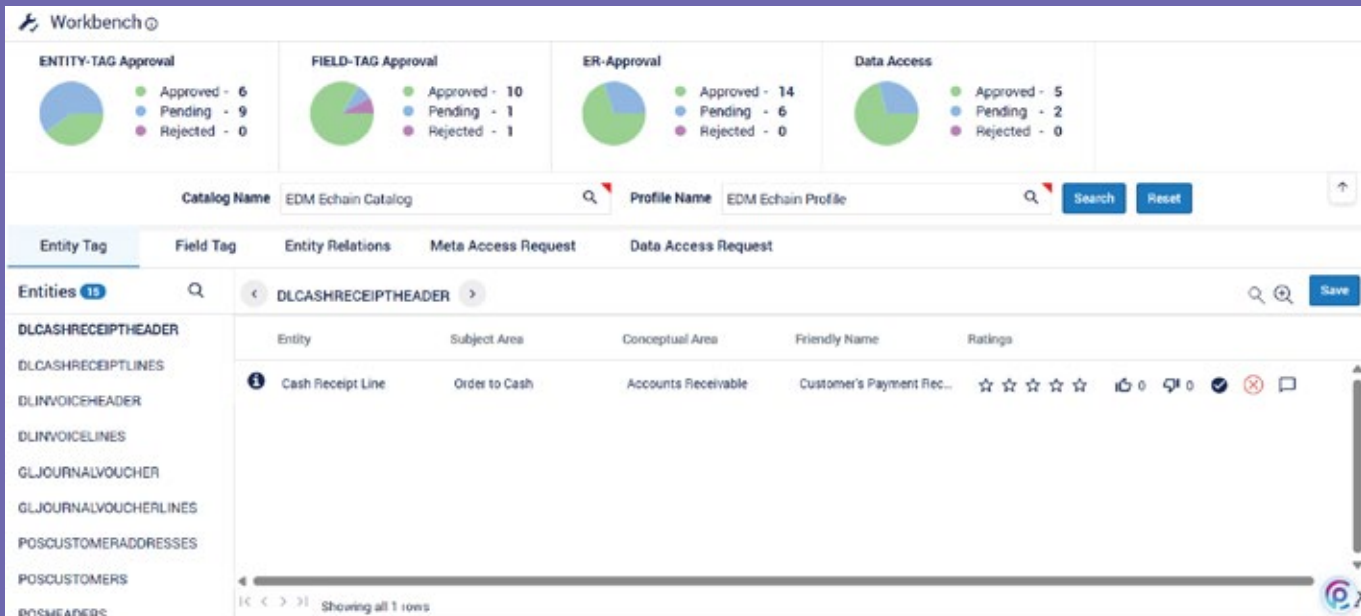 Workbench
ENTITY-TAG Approval
Approved - 6
Pending - 9
Rejected - 0
FIELD-TAG Approval
Approved - 10
Pending - 1
Rejected - 1
ER-Approval
Approved - 14
Pending - 6
Rejected - 0
Data Access
Approved - 5
Pending - 2
Rejected - 0
Catalog Name EDM Echain Catalog Profile Name EDM Echain Profile Search Reset
Entity Tag Field Tag Entity Relations Meta Access Request Data Access Request
Entities 15
DLCASHRECEIPTHEADER
DLCASHRECEIPTLINES
DLINVOICEHEADER
DLINVOICELINES
GLJOURNALVOUCHER
GLJOURNALVOUCHERLINES
POSCUSTOMERADDRESSES
POSCUSTOMERS
POSHEADERS
DLCASHRECEIPTHEADER Save
Entity Subject Area Conceptual Area Friendly Name Ratings
Cash Receipt Line Order to Cash Accounts Receivable Customer's Payment Rec... 0 0
Showing all 1 rows